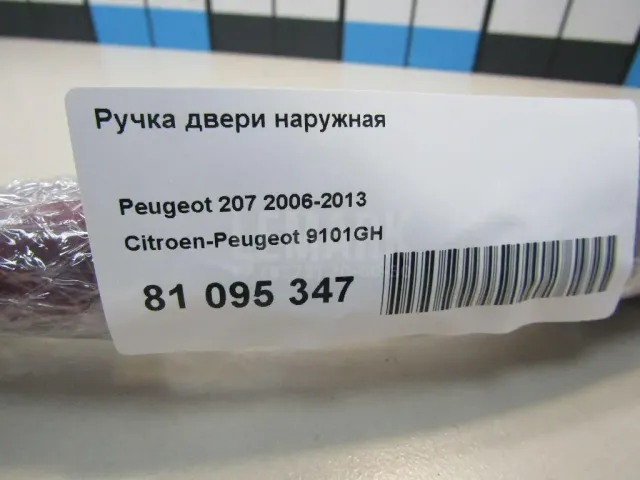 Ручка двери наружная
Peugeot 207 2006-2013
Citroen-Peugeot 9101GH
81 095 347